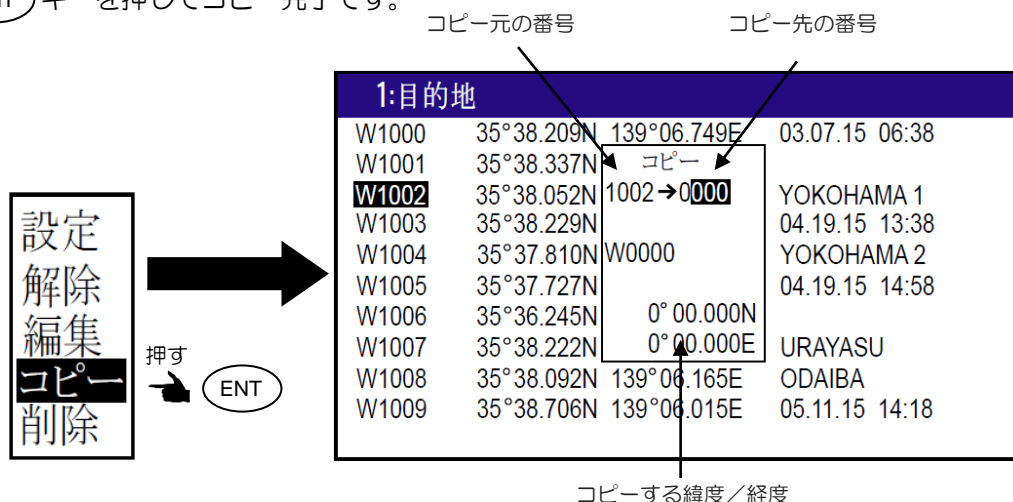 キーを押してコピー完了です。
コピー元の番号 コピー先の番号
1:目的地
W1000 35°38.209N 139°06.749E 03.07.15 06:38
W1001 35°38.337N コピー
W1002 35°38.052N 1002→0000 YOKOHAMA 1
W1003 35°38.229N 04.19.15 13:38
W1004 35°37.810N W0000 YOKOHAMA 2
W1005 35°37.727N 04.19.15 14:58
W1006 35°36.245N 0°00.000N
W1007 35°38.222N 0°00.000E URAYASU
W1008 35°38.092N 139°06.165E ODAIBA
W1009 35°38.706N 139°06.015E 05.11.15 14:18
設定
解除
編集
コピー
削除
押す
ENT
コピーする緯度／経度